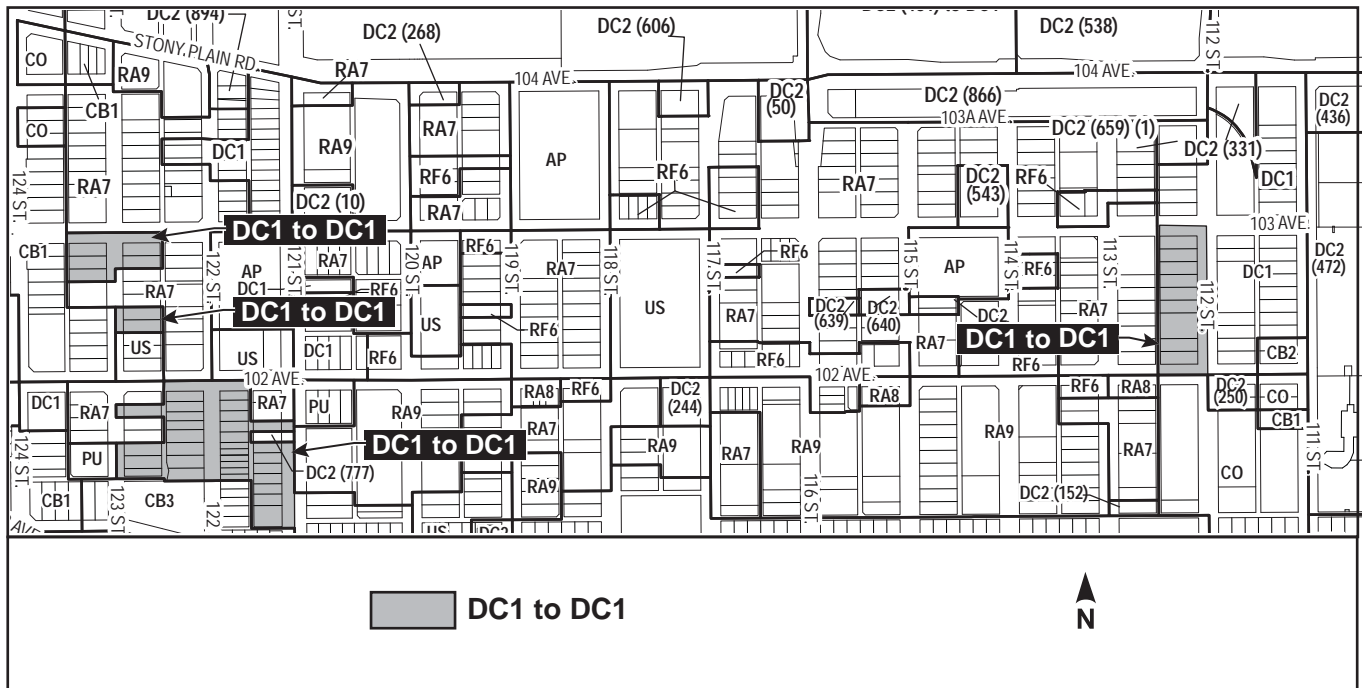 DC2 (894)
DC2 (268)
DC2 (606)
DC2 (538)
112 ST.
STONY PLAIN RD.
CO
RA9
RA7
104 AVE.
104 AVE.
CB1
DC2 (50)
DC2 (866)
DC2 (436)
CO
103A AVE.
DC2 (659) (1)
DC2 (331)
DC1
RA9
RA7
AP
RF6
RF6
RA7
DC2 (543)
RF6
DC1
124 ST.
RA7
DC2 (10)
RA7
103 AVE.
DC1 to DC1
CB1
122 ST.
121 ST.
120 ST.
119 ST.
118 ST.
117 ST.
115 ST.
114 ST.
113 ST.
112 ST.
AP
RA7
AP
RF6
RA7
RF6
AP
RF6
DC1
DC2 (472)
RA7
DC1
RF6
US
DC1 to DC1
US
RF6
RA7
DC2 (639)
DC2 (640)
DC2
RA7
RA7
DC1 to DC1
US
US
DC1
RF6
RF6
RF6
CB2
102 AVE.
102 AVE.
DC1
RA7
RA7
PU
RA9
RA8
RF6
DC2 (244)
RA8
RF6
RA8
DC2 (250)
CO
CB1
124 ST.
DC1 to DC1
RA7
RA9
RA7
RA9
RA9
RA7
111 ST.
PU
DC2 (777)
RA9
CO
CB1
123 ST.
CB3
122
116 ST.
DC2 (152)
US
DC2
DC1 to DC1
N